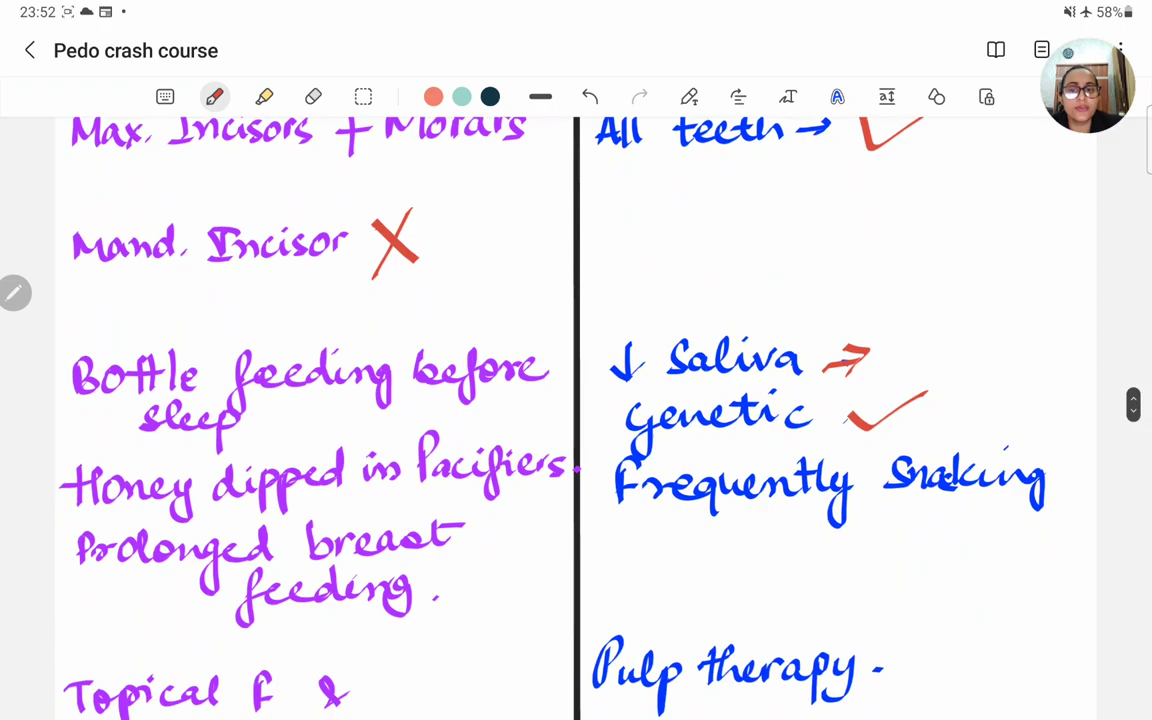 23:52
58%
Pedo crash course
Max. Incisors + Molars
All teeth →
Mand. Incisor X
Bottle feeding before
sleep
Honey dipped in Pacifiers.
Prolonged breast
feeding.
Topical F &
↓ Saliva →
Genetic ✓
Frequently Snacking
Pulp therapy.